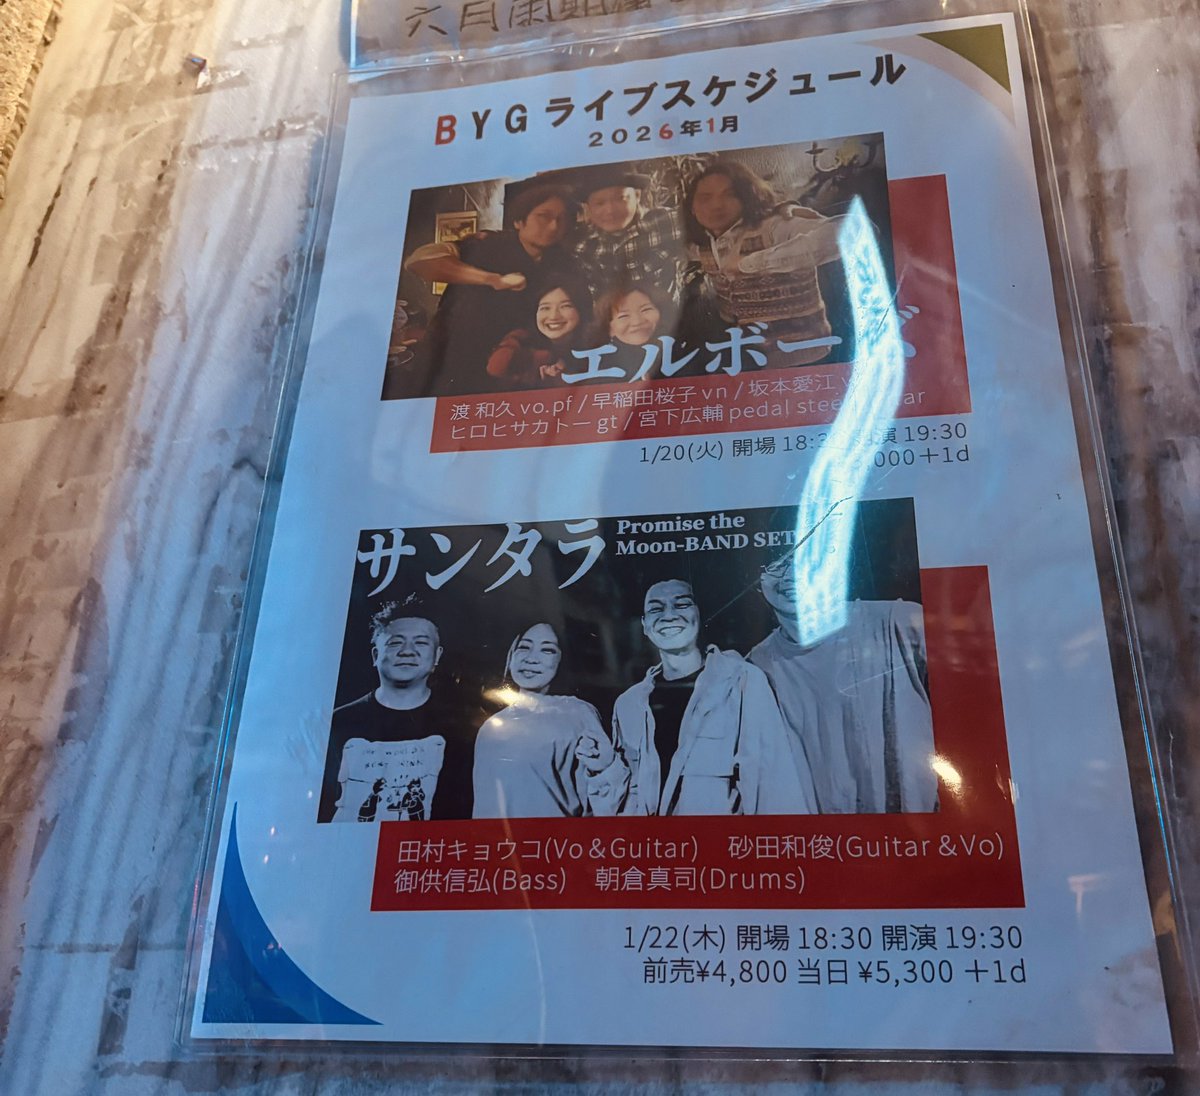 BYG ライブスケジュール
2026年1月
エルボーズ
渡 和久 vo.pf / 早稲田桜子 vn / 坂本愛江
ヒロヒサカトー gt / 宮下広輔 pedal steel
1/20(火) 開場 18:30 開演 19:30
000+1d
サンタラ
Promise the
Moon-BAND SET
田村キョウコ(Vo&Guitar) 砂田和俊(Guitar&Vo)
御供信弘(Bass) 朝倉真司(Drums)
1/22(木) 開場 18:30 開演 19:30
前売¥4,800 当日 ¥5,300 +1d